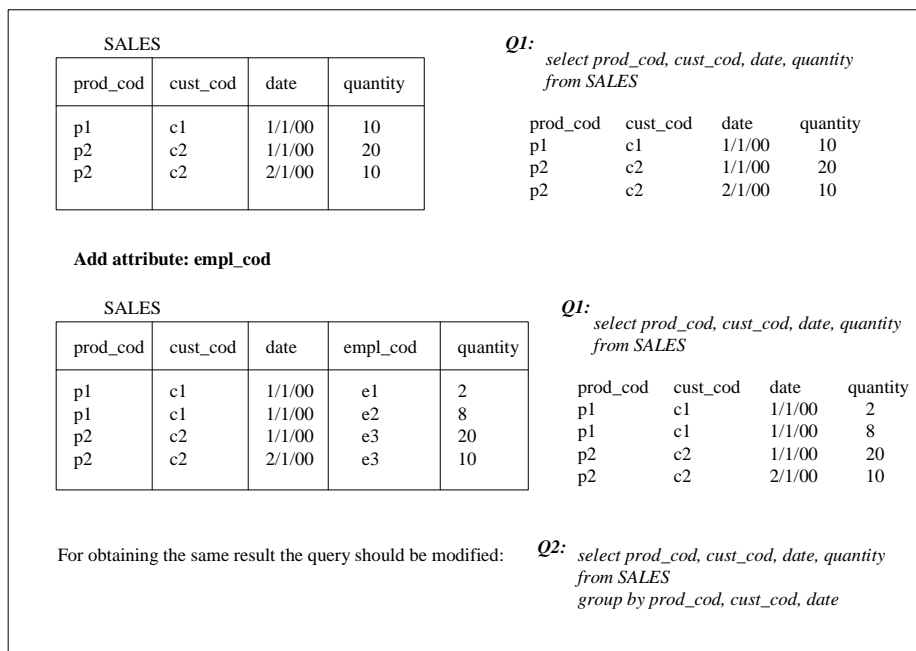 SALES
prod_cod cust_cod date quantity
p1 c1 1/1/00 10
p2 c2 1/1/00 20
p2 c2 2/1/00 10
Q1:
select prod_cod, cust_cod, date, quantity
from SALES
prod_cod cust_cod date quantity
p1 c1 1/1/00 10
p2 c2 1/1/00 20
p2 c2 2/1/00 10
Add attribute: empl_cod
SALES
prod_cod cust_cod date empl_cod quantity
p1 c1 1/1/00 e1 2
p1 c1 1/1/00 e2 8
p2 c2 1/1/00 e3 20
p2 c2 2/1/00 e3 10
Q1:
select prod_cod, cust_cod, date, quantity
from SALES
prod_cod cust_cod date quantity
p1 c1 1/1/00 2
p1 c1 1/1/00 8
p2 c2 1/1/00 20
p2 c2 2/1/00 10
For obtaining the same result the query should be modified:
Q2: select prod_cod, cust_cod, date, quantity
from SALES
group by prod_cod, cust_cod, date